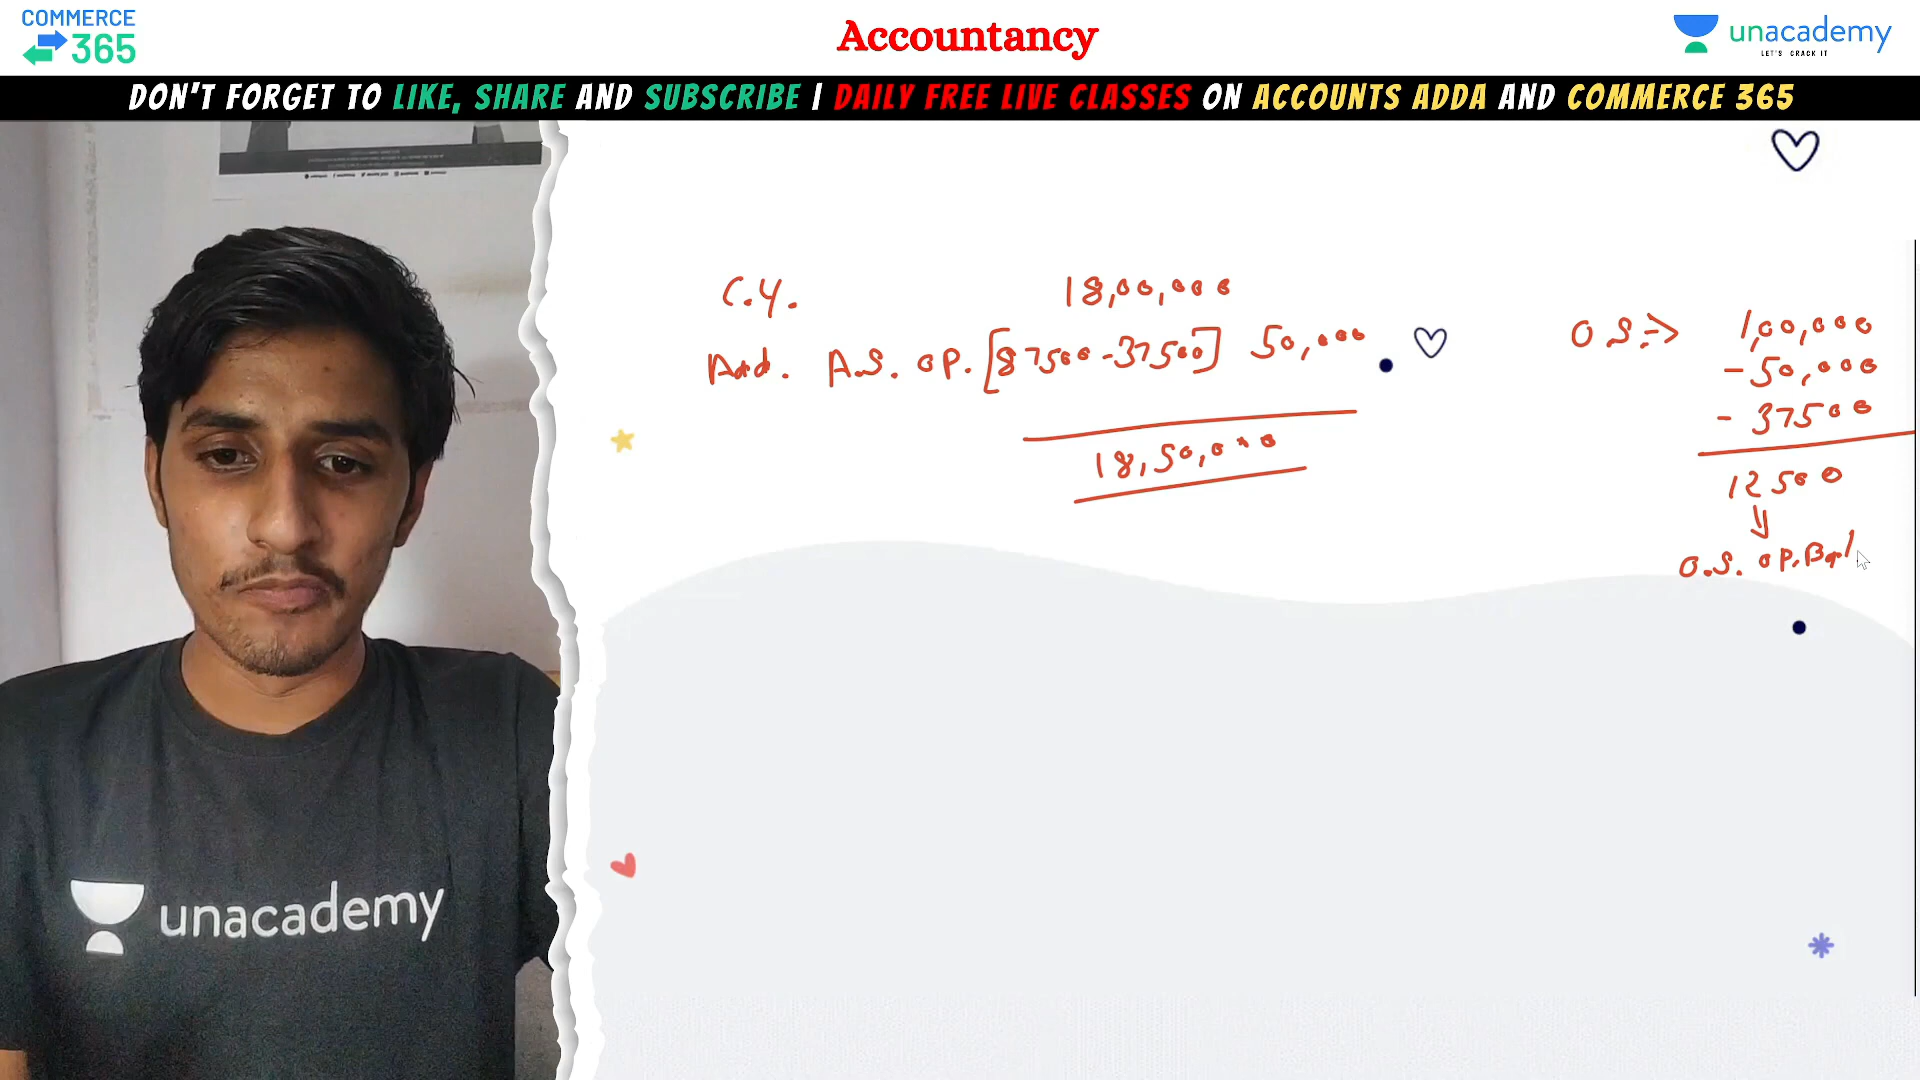 COMMERCE
365
Accountancy
unacademy
LET'S CRACK IT
DON'T FORGET TO LIKE, SHARE AND SUBSCRIBE | DAILY FREE LIVE CLASSES ON ACCOUNTS ADDA AND COMMERCE 365
C.Y. 18,00,000
Add. A.S. OP. [87500-37500] 50,000
18,50,000
O.S. => 1,00,000
- 50,000
- 37500
12500
O.S. OP. Bal
unacademy